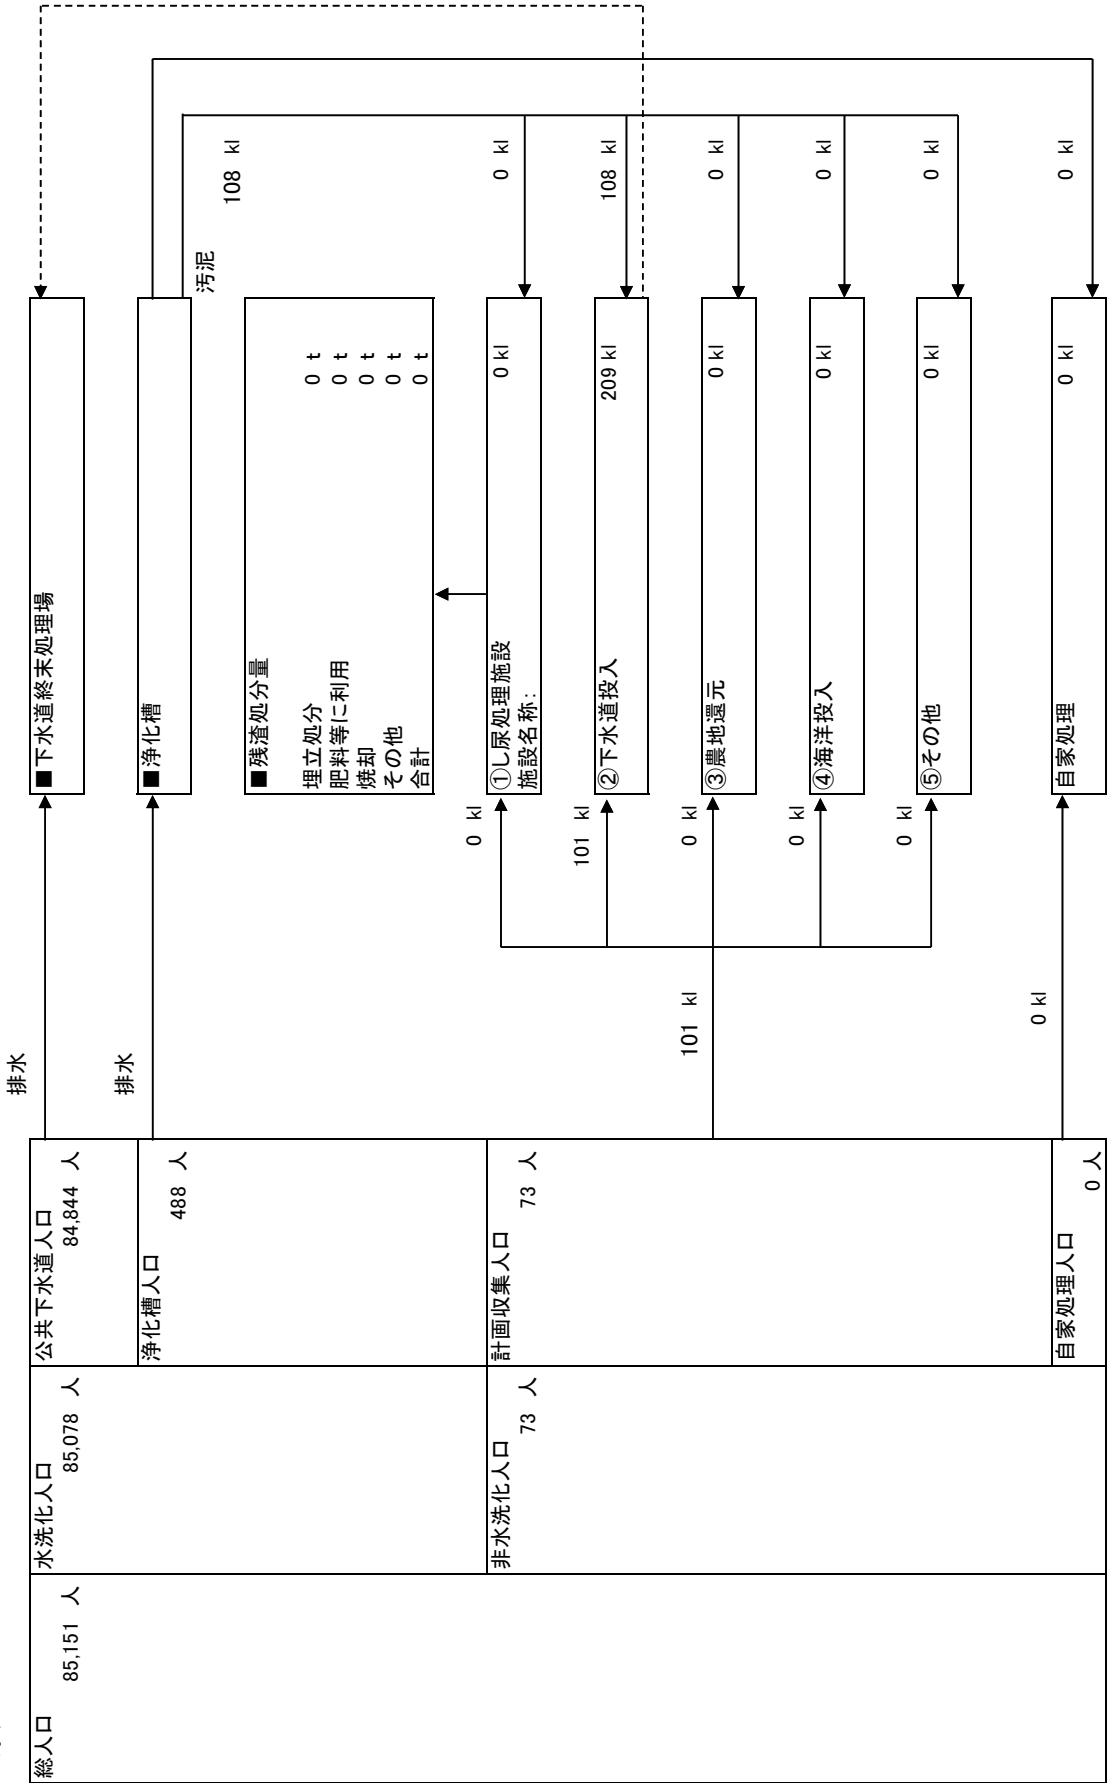 総人口
85,151 人
水洗化人口
85,078 人
非水洗化人口
73 人
公共下水道人口
84,844 人
浄化槽人口
488 人
計画収集人口
73 人
自家処理人口
0 人
排水
排水
101 kl
0 kl
0 kl
101 kl
0 kl
0 kl
0 kl
■下水道終末処理場
■浄化槽
■残渣処分量
埋立処分 0 t
肥料等に利用 0 t
焼却 0 t
その他 0 t
合計 0 t
①し尿処理施設 0 kl
施設名称:
②下水道投入 209 kl
③農地還元 0 kl
④海洋投入 0 kl
⑤その他 0 kl
自家処理 0 kl
汚泥
108 kl
0 kl
108 kl
0 kl
0 kl
0 kl
0 kl